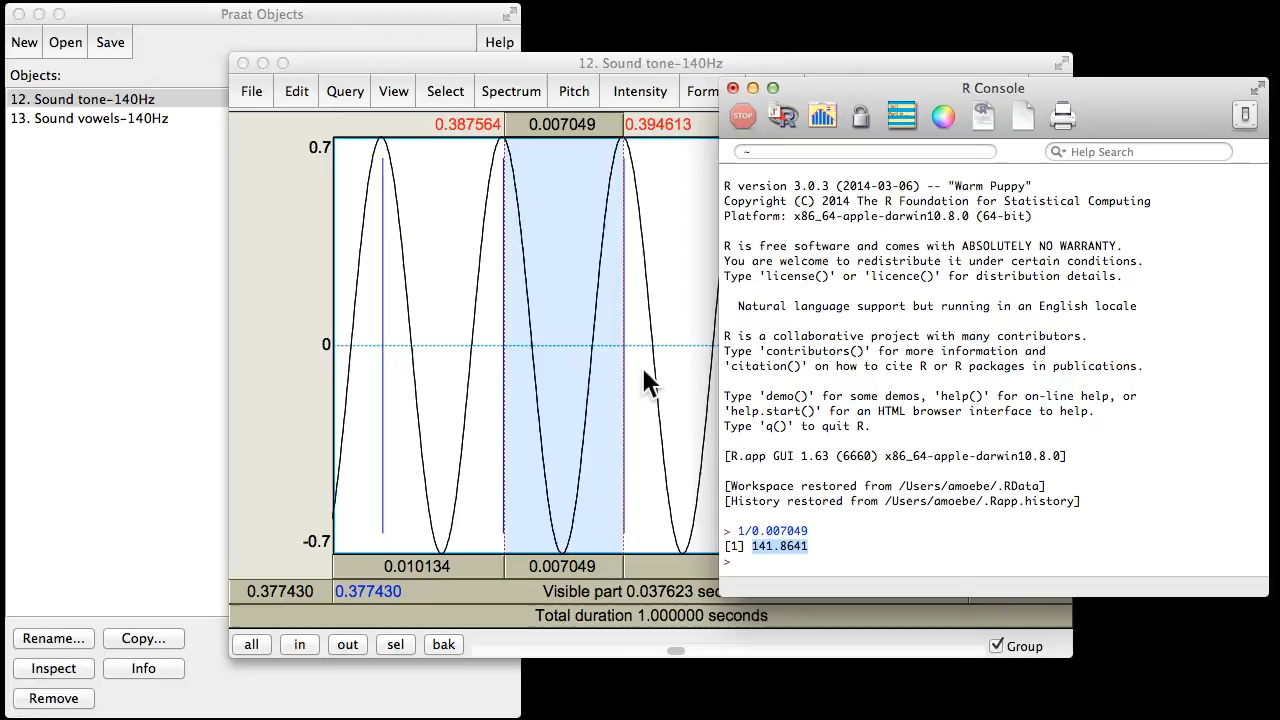 Praat Objects
New Open Save Help
Objects:
12. Sound tone-140Hz
13. Sound vowels-140Hz
Rename... Copy...
Inspect Info
Remove
12. Sound tone-140Hz
File Edit Query View Select Spectrum Pitch Intensity Form
0.387564 0.007049 0.394613
0.7
0
-0.7
0.010134 0.007049
0.377430 0.377430 Visible part 0.037623 sec
Total duration 1.000000 seconds
all in out sel bak Group
R Console
STOP
~ Help Search
R version 3.0.3 (2014-03-06) -- "Warm Puppy"
Copyright (C) 2014 The R Foundation for Statistical Computing
Platform: x86_64-apple-darwin10.8.0 (64-bit)
R is free software and comes with ABSOLUTELY NO WARRANTY.
You are welcome to redistribute it under certain conditions.
Type 'license()' or 'licence()' for distribution details.
Natural language support but running in an English locale
R is a collaborative project with many contributors.
Type 'contributors()' for more information and
'citation()' on how to cite R or R packages in publications.
Type 'demo()' for some demos, 'help()' for on-line help, or
'help.start()' for an HTML browser interface to help.
Type 'q()' to quit R.
[R.app GUI 1.63 (6660) x86_64-apple-darwin10.8.0]
[Workspace restored from /Users/amoebe/.RData]
[History restored from /Users/amoebe/.Rapp.history]
> 1/0.007049
[1] 141.8641
>